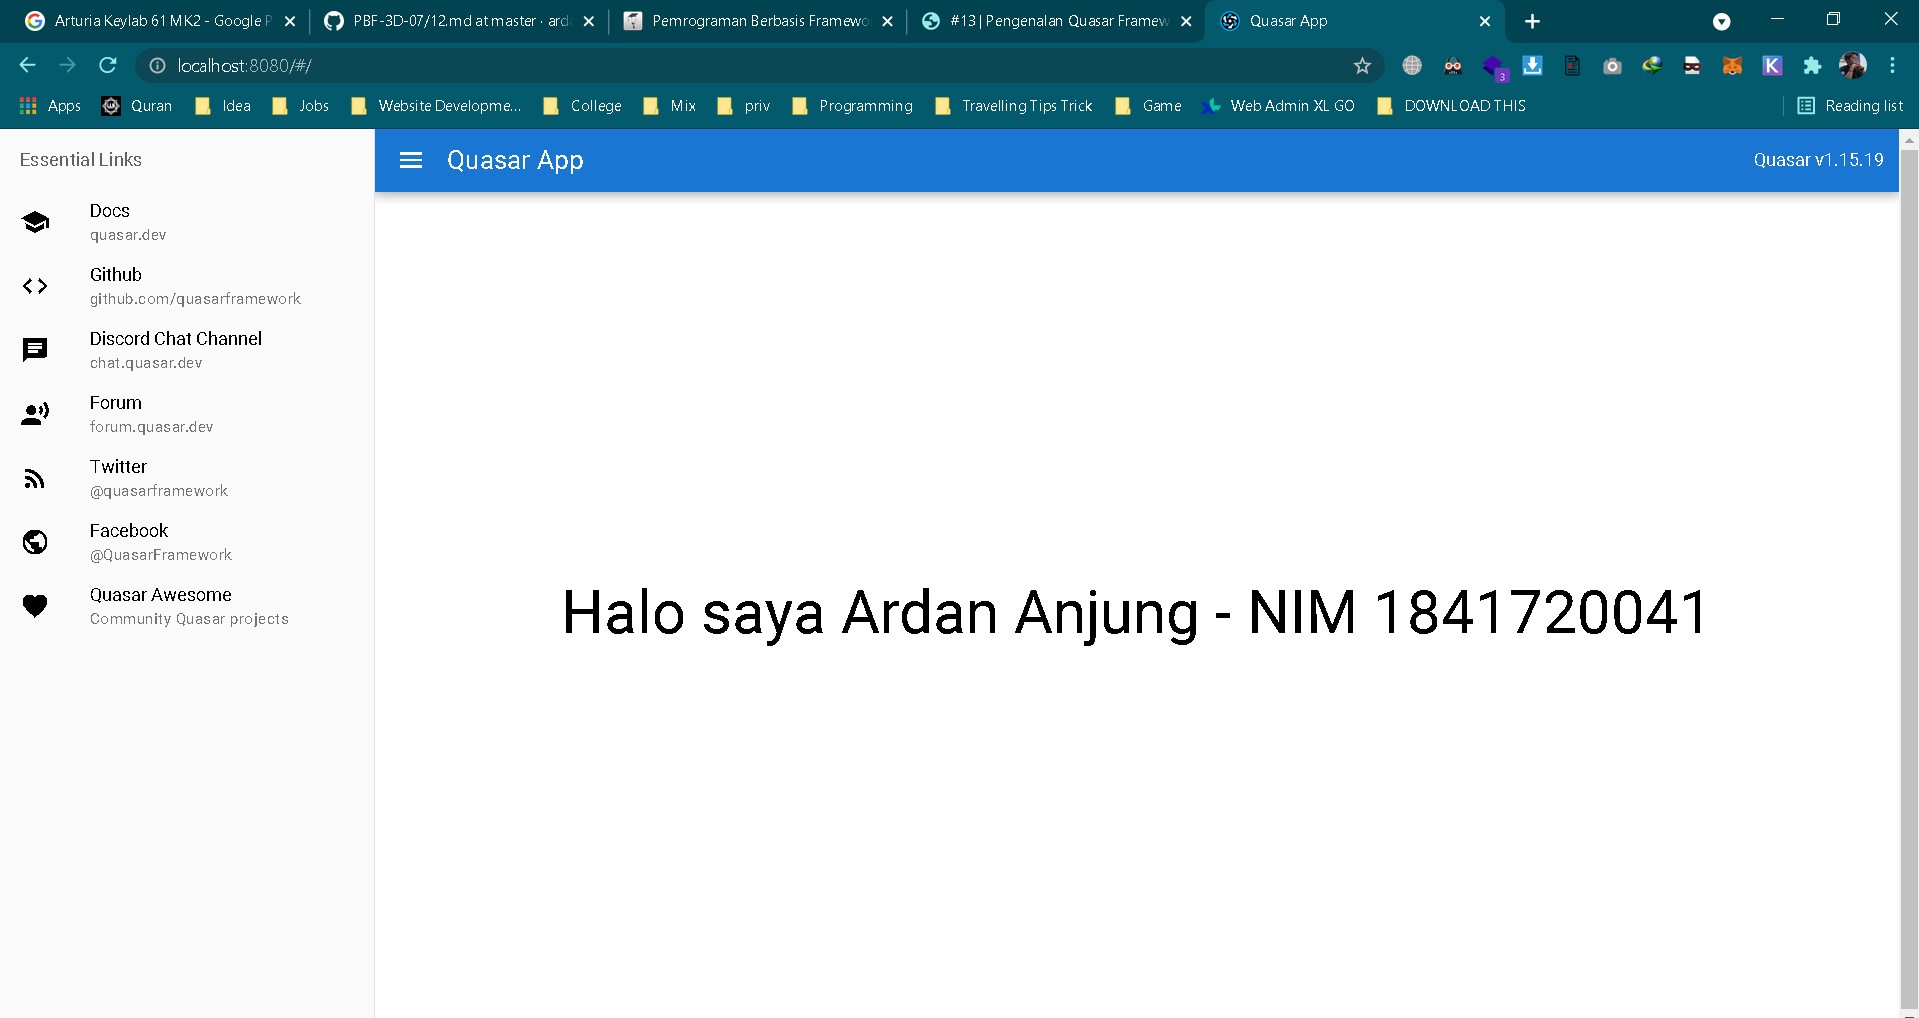 Arturia Keylab 61 MK2 - Google P
PBF-3D-07/12.md at master · arda
Pemrograman Berbasis Framewo
#13 | Pengenalan Quasar Framew
Quasar App
localhost:8080/#/
3
Apps
Quran
Idea
Jobs
Website Developme...
College
Mix
priv
Programming
Travelling Tips Trick
Game
Web Admin XL GO
DOWNLOAD THIS
Reading list
Essential Links
Docs
quasar.dev
Github
github.com/quasarframework
Discord Chat Channel
chat.quasar.dev
Forum
forum.quasar.dev
Twitter
@quasarframework
Facebook
@QuasarFramework
Quasar Awesome
Community Quasar projects
Quasar App
Quasar v1.15.19
Halo saya Ardan Anjung - NIM 1841720041